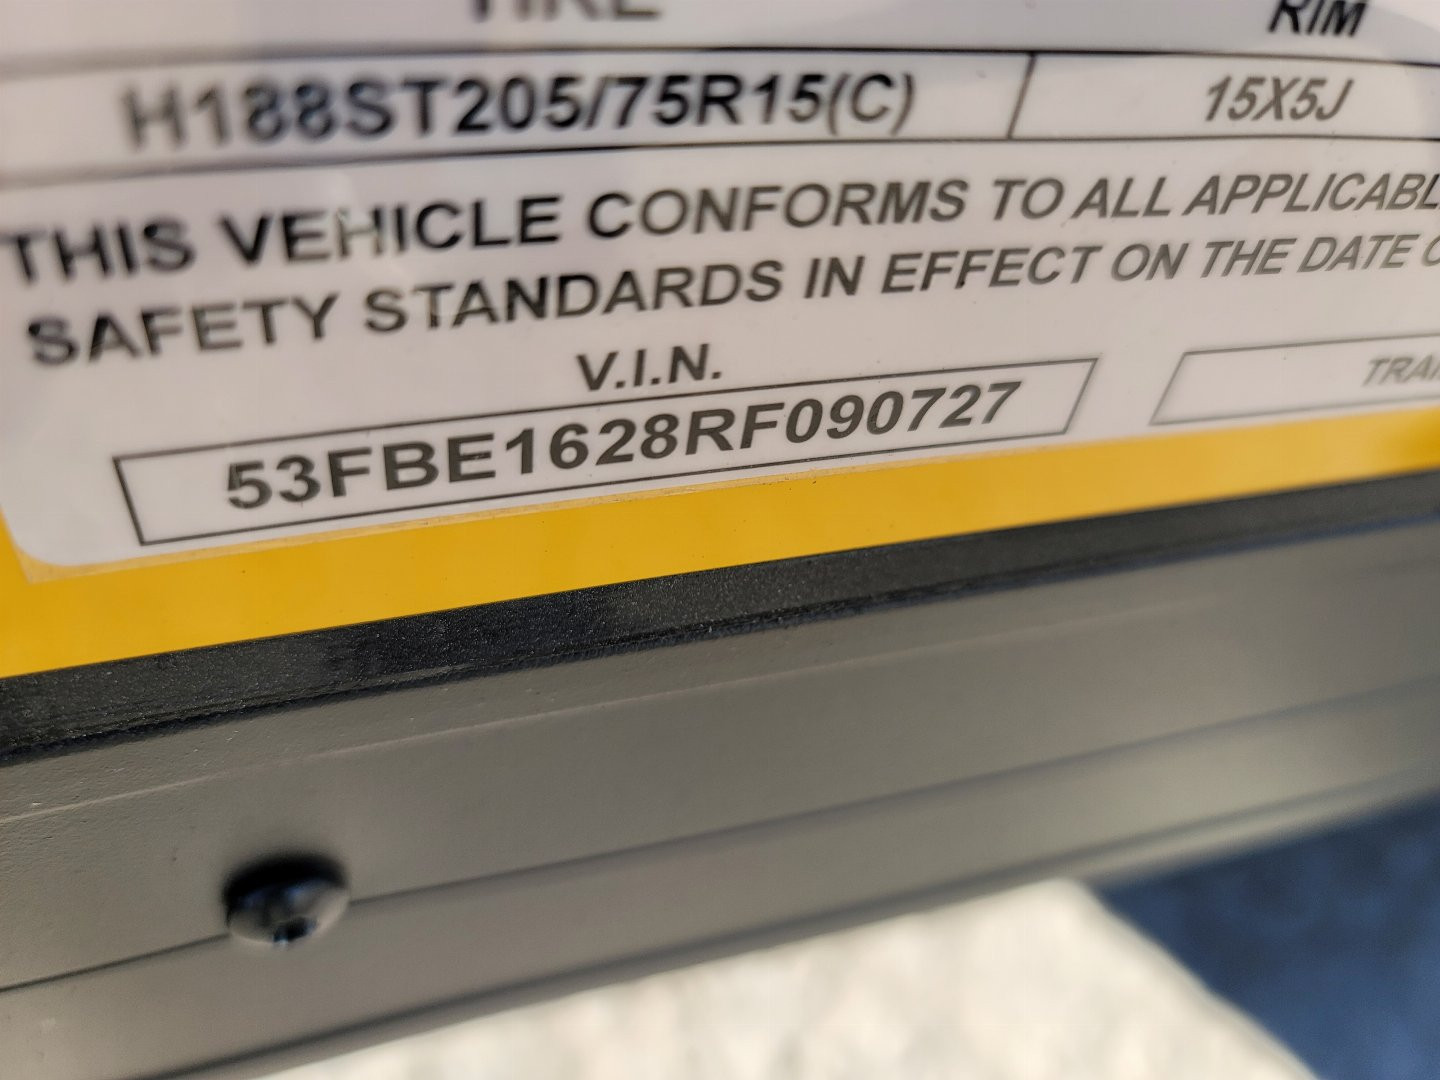 TIRE
RIM
H188ST205/75R15(C)
15X5J
THIS VEHICLE CONFORMS TO ALL APPLICABL
SAFETY STANDARDS IN EFFECT ON THE DATE O
V.I.N.
53FBE1628RF090727
TRAI